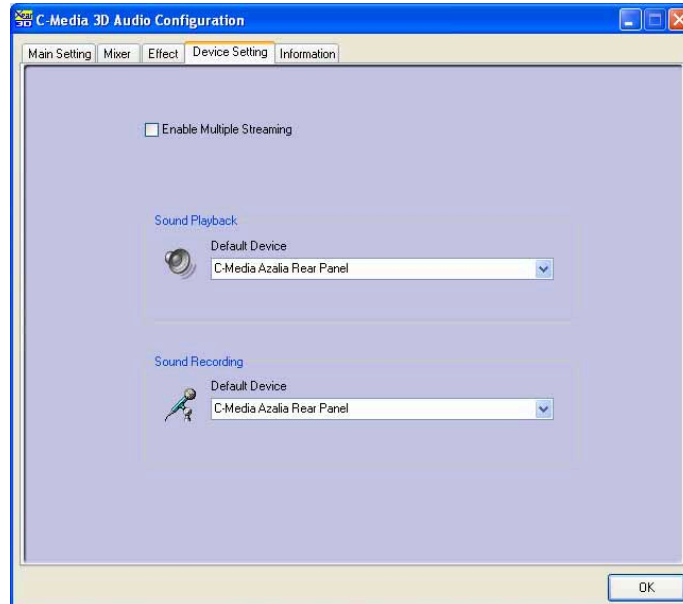 C-Media 3D Audio Configuration
Main Setting Mixer Effect Device Setting Information
Enable Multiple Streaming
Sound Playback
Default Device
C-Media Azalia Rear Panel
Sound Recording
Default Device
C-Media Azalia Rear Panel
OK